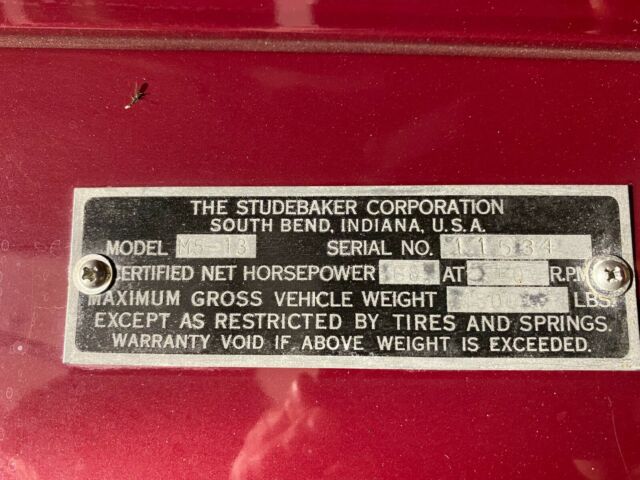 THE STUDEBAKER CORPORATION
SOUTH BEND, INDIANA, U.S.A.
MODEL M5-13 SERIAL NO.
CERTIFIED NET HORSEPOWER AT R.P.M
MAXIMUM GROSS VEHICLE WEIGHT LBS.
EXCEPT AS RESTRICTED BY TIRES AND SPRINGS.
WARRANTY VOID IF ABOVE WEIGHT IS EXCEEDED.